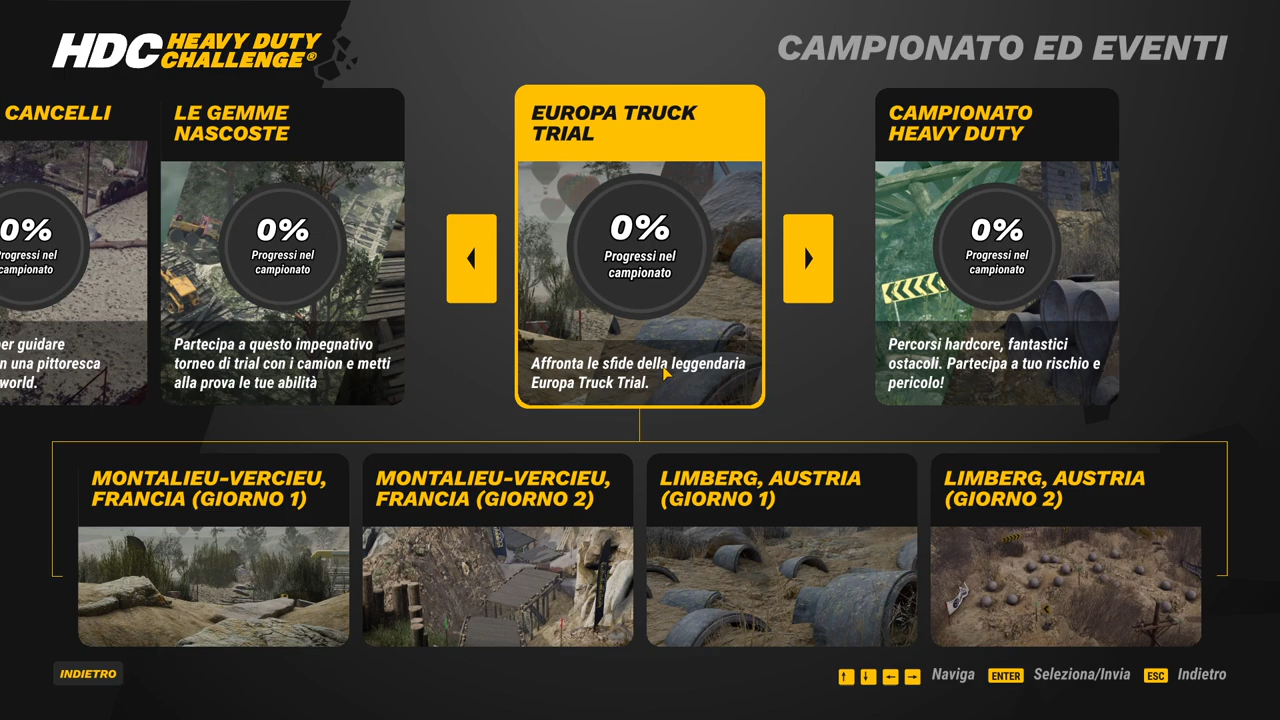 HDC HEAVY DUTY
CHALLENGE®
CAMPIONATO ED EVENTI
CANCELLI
0%
Progressi nel
campionato
per guidare
n una pittoresca
world.
LE GEMME
NASCOSTE
0%
Progressi nel
campionato
Partecipa a questo impegnativo
torneo di trial con i camion e metti
alla prova le tue abilità
EUROPA TRUCK
TRIAL
0%
Progressi nel
campionato
Affronta le sfide della leggendaria
Europa Truck Trial.
CAMPIONATO
HEAVY DUTY
0%
Progressi nel
campionato
Percorsi hardcore, fantastici
ostacoli. Partecipa a tuo rischio e
pericolo!
MONTALIEU-VERCIEU,
FRANCIA (GIORNO 1)
MONTALIEU-VERCIEU,
FRANCIA (GIORNO 2)
LIMBERG, AUSTRIA
(GIORNO 1)
LIMBERG, AUSTRIA
(GIORNO 2)
INDIETRO
Naviga ENTER Seleziona/Invia ESC Indietro